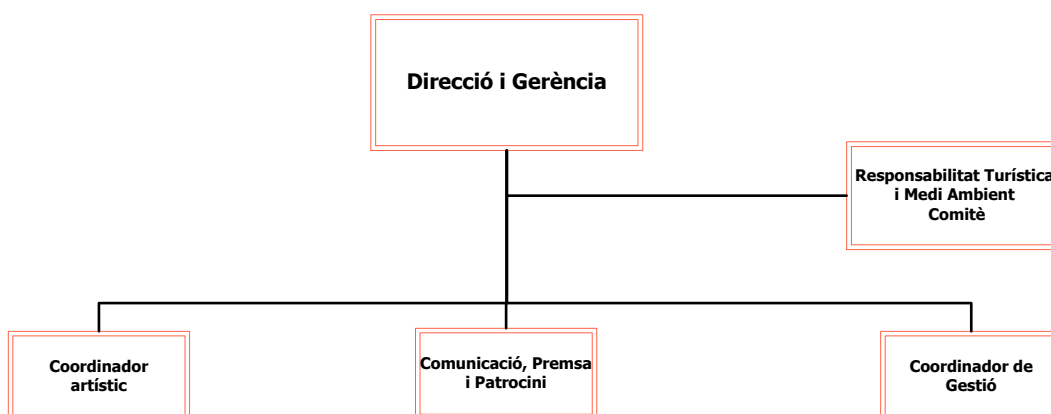 Direcció i Gerència
Responsabilitat Turística
i Medi Ambient
Comitè
Coordinador
artístic
Comunicació, Premsa
i Patrocini
Coordinador de
Gestió